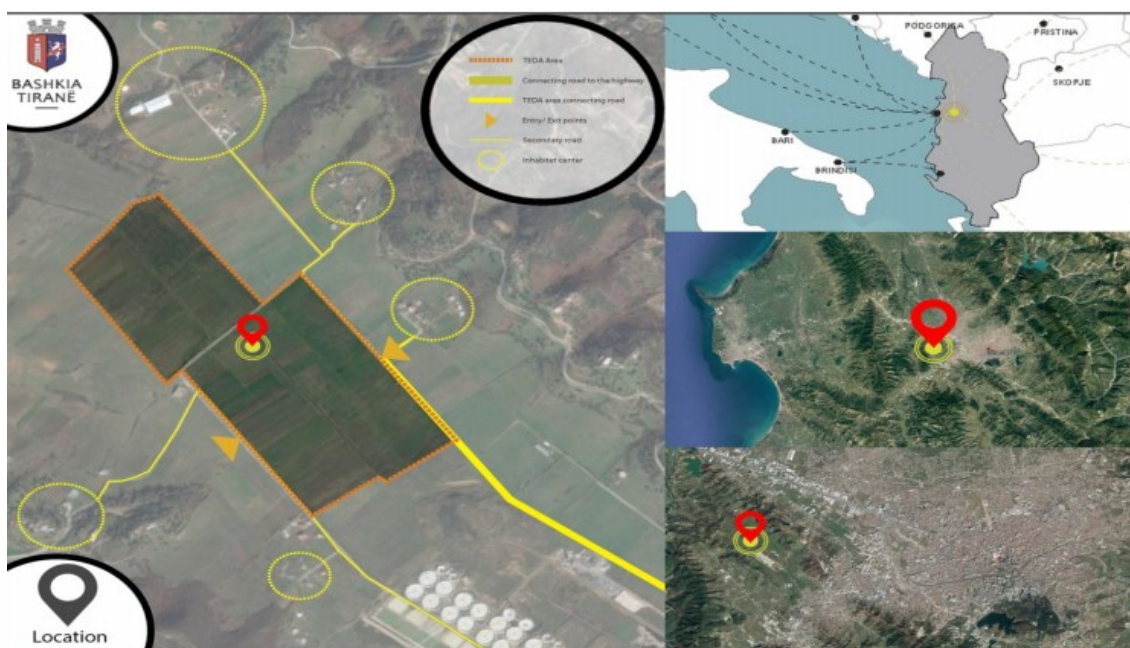 BASHKIA
TIRANË
TEDA Area
Connecting road to the highway
TEDA area connecting road
Entry/ Exit points
Secondary road
Inhabitat center
Location
PODGORICA
PRISTINA
SKOPJE
BARI
BRINDISI